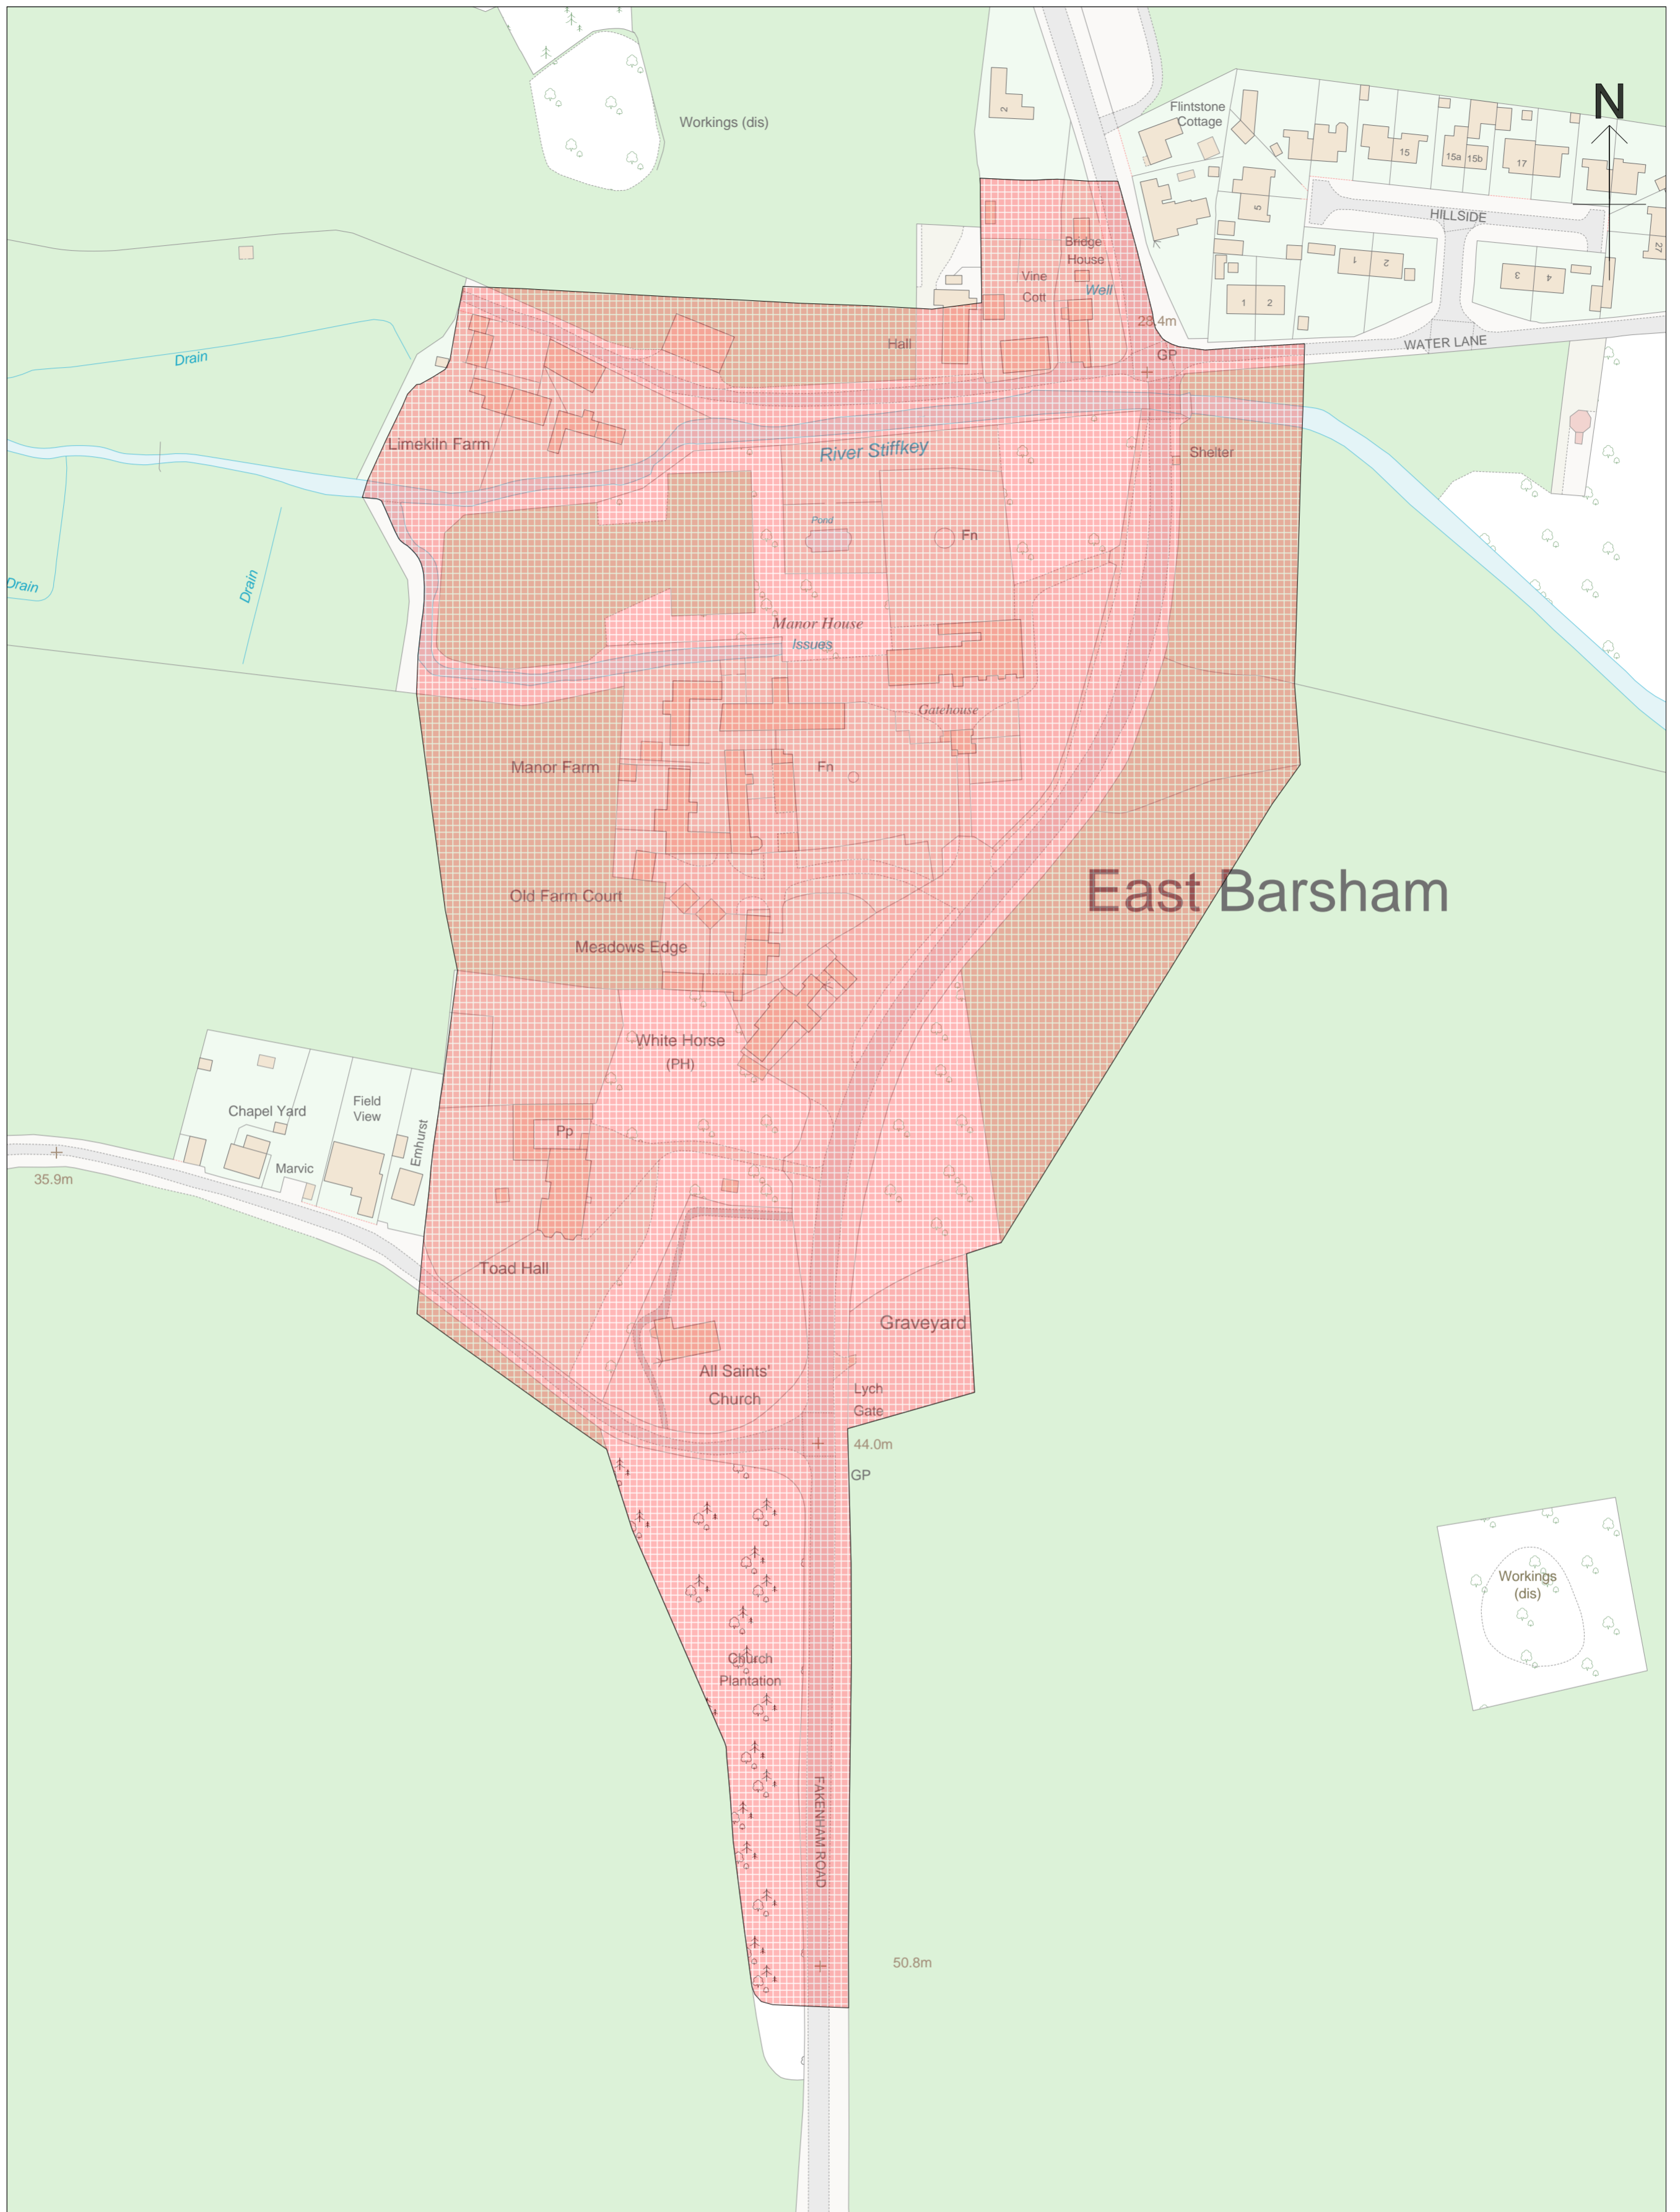 Workings (dis)
Flintstone
Cottage
N
2
15
15a
15b
17
5
HILLSIDE
27
Bridge
House
Vine
Cott
Well
1
2
3
4
1
2
28.4m
Hall
GP
WATER LANE
Drain
Limekiln Farm
River Stiffkey
Shelter
Pond
Fn
Drain
Drain
Manor House
Issues
Gatehouse
Manor Farm
Fn
East Barsham
Old Farm Court
Meadows Edge
White Horse
(PH)
Chapel Yard
Field
View
Emhurst
Pp
Marvic
35.9m
Toad Hall
Graveyard
All Saints'
Church
Lych
Gate
44.0m
GP
Workings
(dis)
Church
Plantation
FAKENHAM ROAD
50.8m